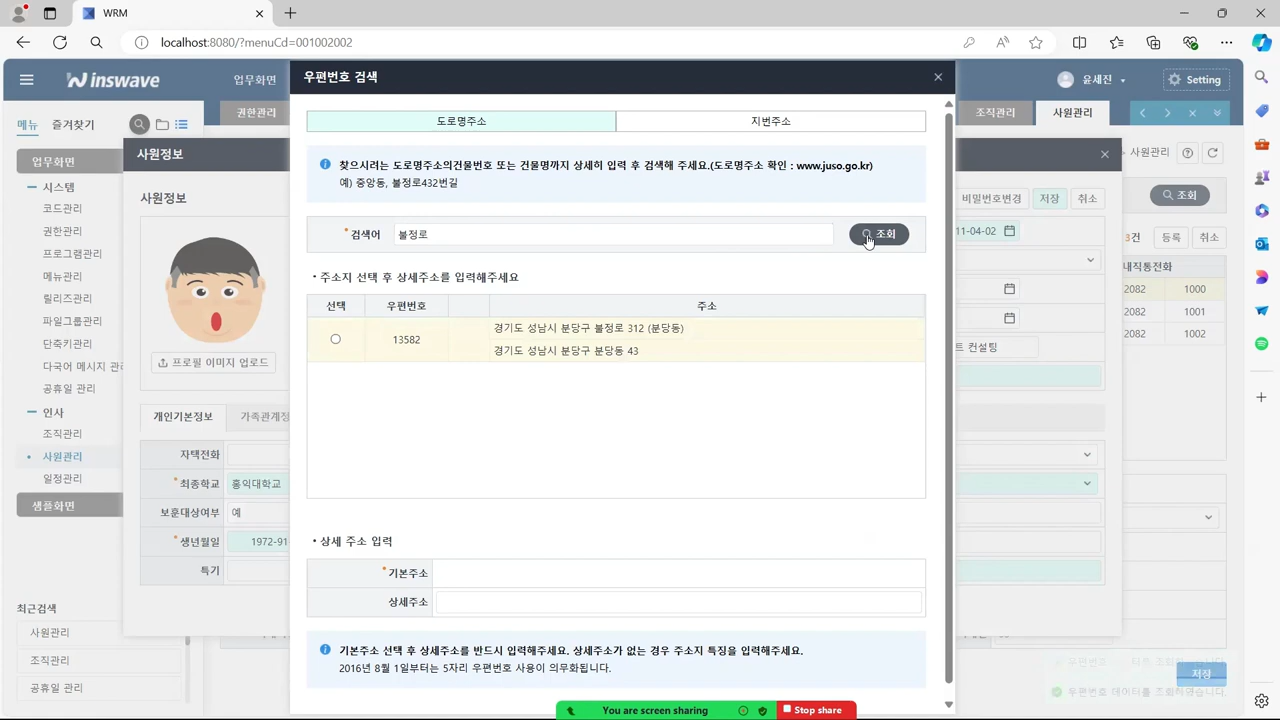 WRM
localhost:8080/?menuCd=001002002
inswave
업무화면
윤세진
Setting
메뉴
즐겨찾기
업무화면
시스템
코드관리
권한관리
프로그램관리
메뉴관리
릴리즈관리
파일그룹관리
단축키관리
다국어 메시지 관
공휴일 관리
인사
조직관리
사원관리
일정관리
샘플화면
최근검색
사원관리
조직관리
공휴일 관리
권한관리
조직관리
사원관리
사원정보
사원정보
프로필 이미지 업로드
개인기본정보
가족관계정
자택전화
*최종학교 홍익대학교
보훈대상여부 예
*생년월일 1972-91
특기
우편번호 검색
도로명주소
지번주소
찾으시려는 도로명주소의건물번호 또는 건물명까지 상세히 입력 후 검색해 주세요.(도로명주소 확인 : www.juso.go.kr)
예) 중앙동, 불정로432번길
*검색어 불정로 조회
• 주소지 선택 후 상세주소를 입력해주세요
선택 우편번호 주소
13582
경기도 성남시 분당구 불정로 312 (분당동)
경기도 성남시 분당구 분당동 43
• 상세 주소 입력
*기본주소
상세주소
기본주소 선택 후 상세주소를 반드시 입력해주세요. 상세주소가 없는 경우 주소지 특징을 입력해주세요.
2016년 8월 1일부터는 5자리 우편번호 사용이 의무화됩니다.
사원관리
비밀번호변경 저장 취소
조회
11-04-02
3건 등록 취소
내직통전화
2082 1000
2082 1001
2082 1002
트 컨설팅
저장
우편번호 데이터를 조회하였습니다.
You are screen sharing
Stop share